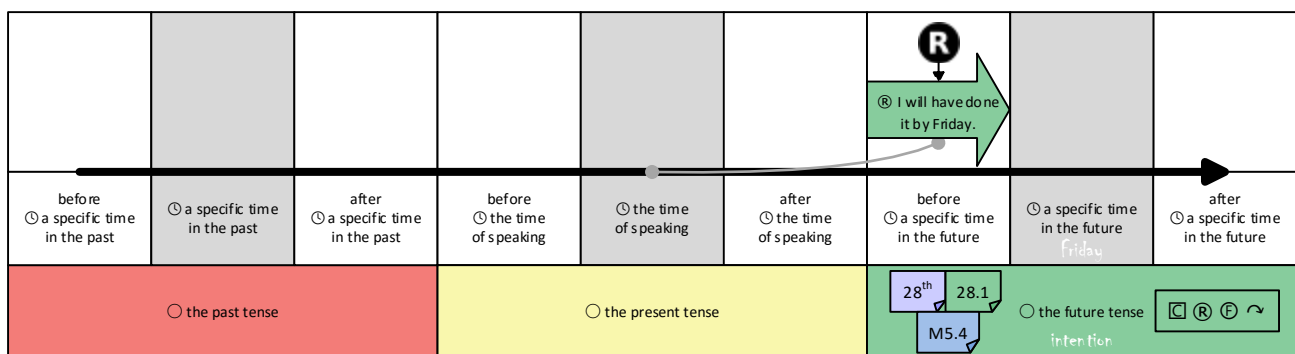 R
® I will have done
it by Friday.
before
a specific time
in the past
a specific time
in the past
after
a specific time
in the past
before
the time
of speaking
the time
of speaking
after
the time
of speaking
before
a specific time
in the future
a specific time
in the future
Friday
after
a specific time
in the future
the past tense
the present tense
28th
28.1
M5.4
the future tense
intention
C R F